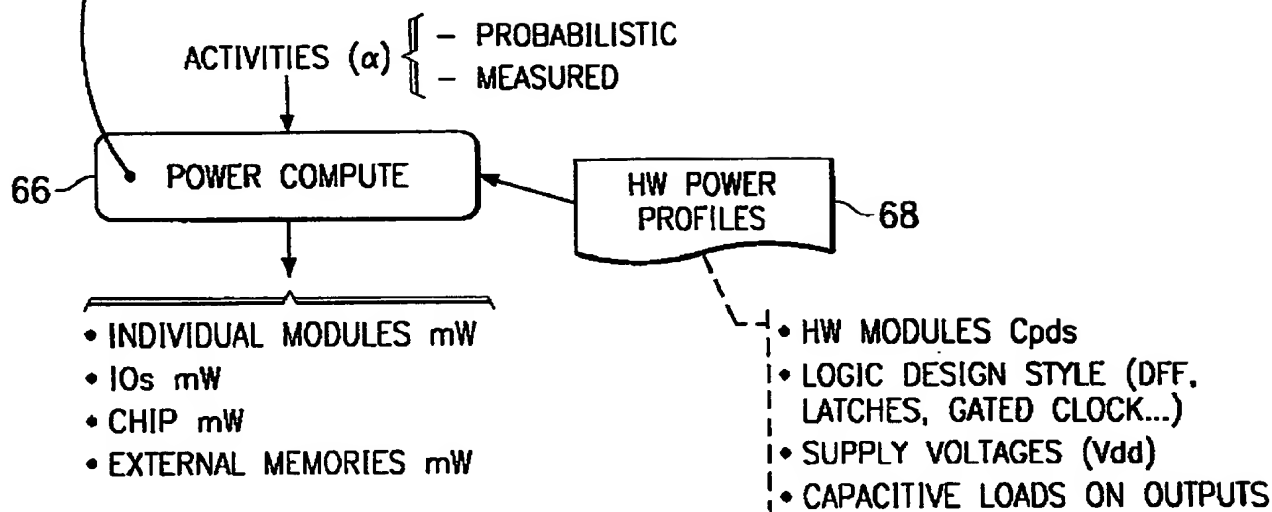 ACTIVITIES (α)
- PROBABILISTIC
- MEASURED
66
POWER COMPUTE
HW POWER
PROFILES
68
• INDIVIDUAL MODULES mW
• IOs mW
• CHIP mW
• EXTERNAL MEMORIES mW
• HW MODULES Cpds
• LOGIC DESIGN STYLE (DFF,
LATCHES, GATED CLOCK...)
• SUPPLY VOLTAGES (Vdd)
• CAPACITIVE LOADS ON OUTPUTS